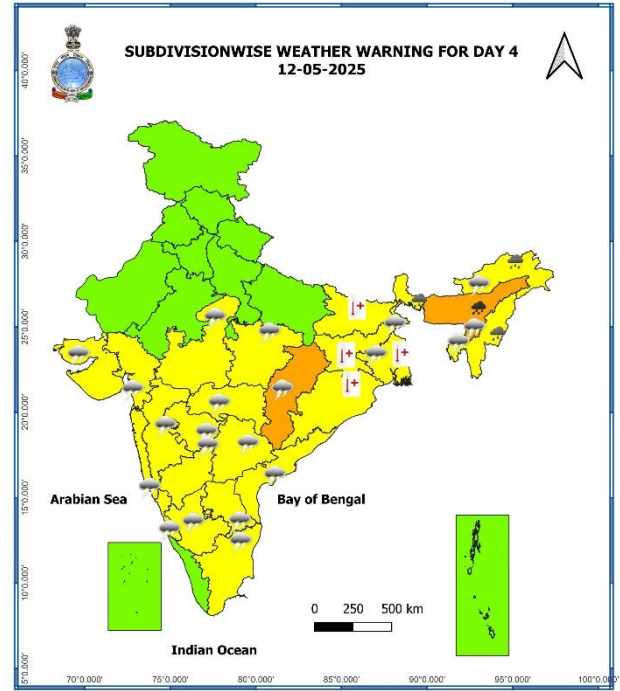 SUBDIVISIONWISE WEATHER WARNING FOR DAY 4
12-05-2025
40°0.000'
35°0.000'
30°0.000'
25°0.000'
20°0.000'
15°0.000'
10°0.000'
5°0.000'
Arabian Sea
Bay of Bengal
0 250 500 km
Indian Ocean
70°0.000' 75°0.000' 80°0.000' 85°0.000' 90°0.000' 95°0.000' 100°0.000'